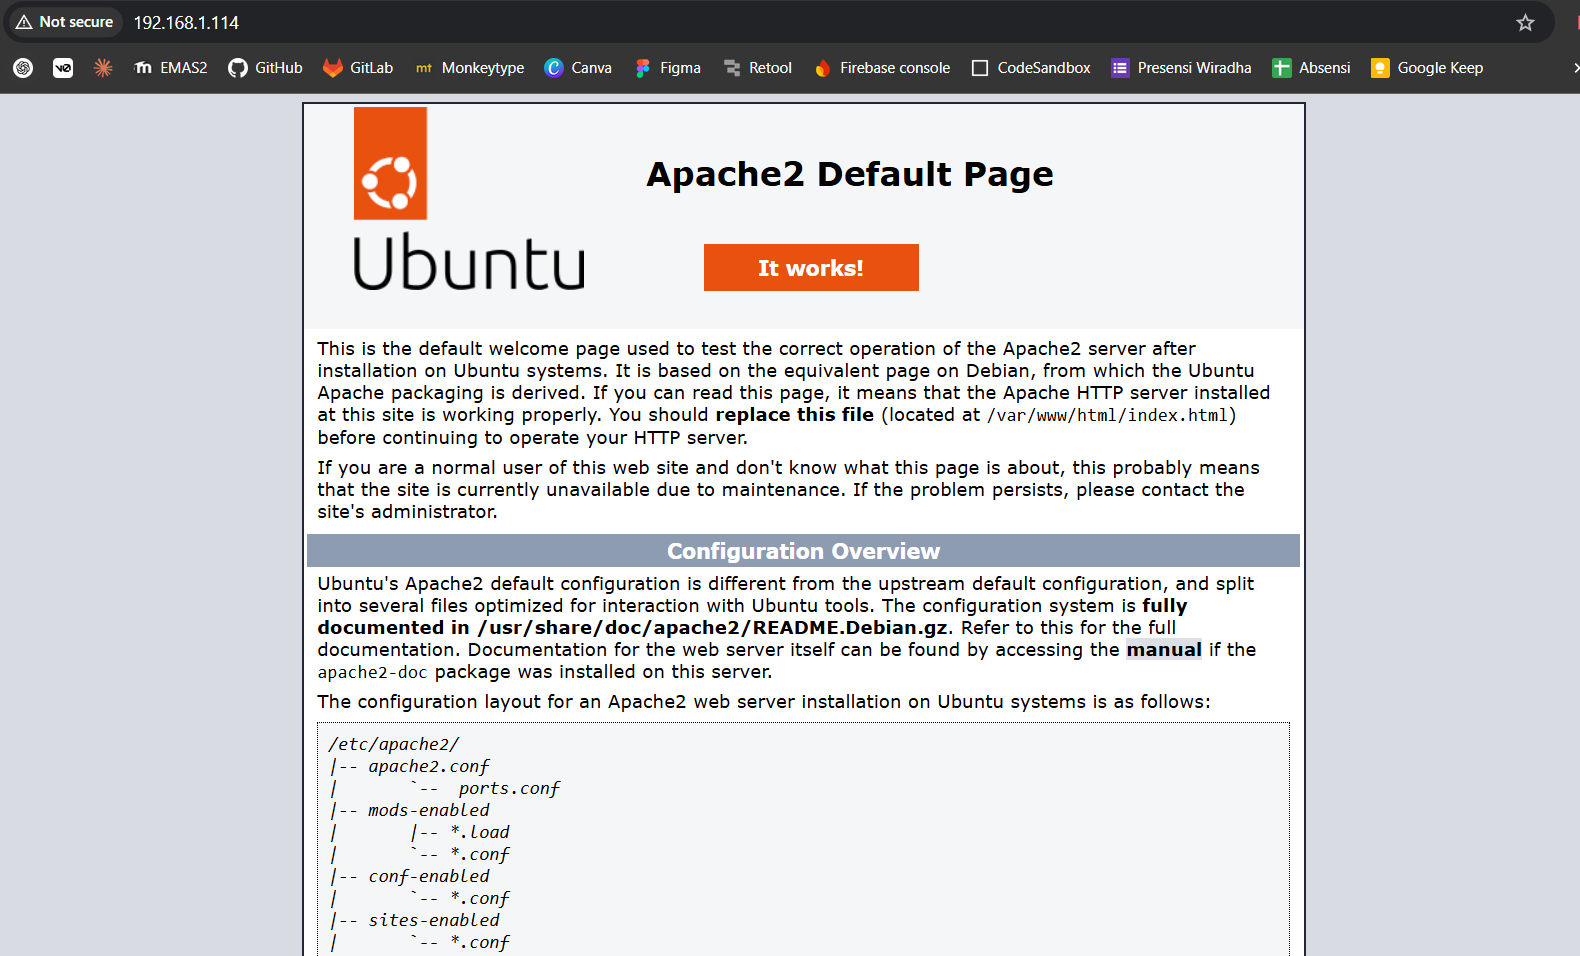 Not secure 192.168.1.114
EMAS2 GitHub GitLab mt Monkeytype Canva Figma Retool Firebase console CodeSandbox Presensi Wiradha Absensi Google Keep
Ubuntu
Apache2 Default Page
It works!
This is the default welcome page used to test the correct operation of the Apache2 server after
installation on Ubuntu systems. It is based on the equivalent page on Debian, from which the Ubuntu
Apache packaging is derived. If you can read this page, it means that the Apache HTTP server installed
at this site is working properly. You should replace this file (located at /var/www/html/index.html)
before continuing to operate your HTTP server.
If you are a normal user of this web site and don't know what this page is about, this probably means
that the site is currently unavailable due to maintenance. If the problem persists, please contact the
site's administrator.
Configuration Overview
Ubuntu's Apache2 default configuration is different from the upstream default configuration, and split
into several files optimized for interaction with Ubuntu tools. The configuration system is fully
documented in /usr/share/doc/apache2/README.Debian.gz. Refer to this for the full
documentation. Documentation for the web server itself can be found by accessing the manual if the
apache2-doc package was installed on this server.
The configuration layout for an Apache2 web server installation on Ubuntu systems is as follows:
/etc/apache2/
|-- apache2.conf
|       `--  ports.conf
|-- mods-enabled
|       |-- *.load
|       `-- *.conf
|-- conf-enabled
|       `-- *.conf
|-- sites-enabled
|       `-- *.conf